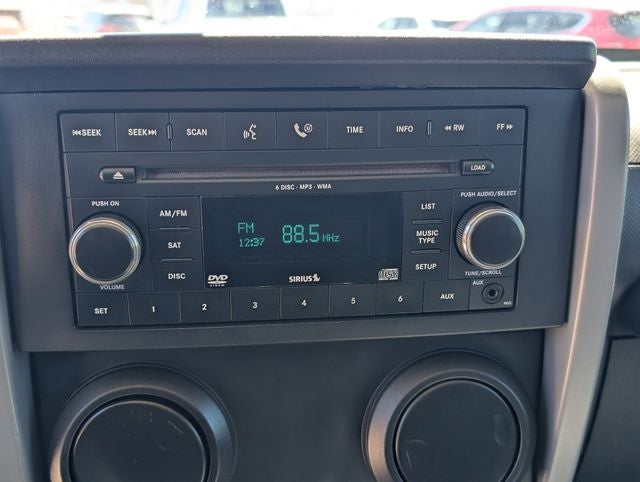 SEEK SEEK SCAN TIME INFO RW FF
LOAD
6 DISC - MP3 - WMA
PUSH ON AM/FM LIST PUSH AUDIO/SELECT
FM 88.5 MHz
12:37
SAT MUSIC TYPE
DISC SETUP
DVD VIDEO SIRIUS
VOLUME TUNE/SCROLL
SET 1 2 3 4 5 6 AUX AUX